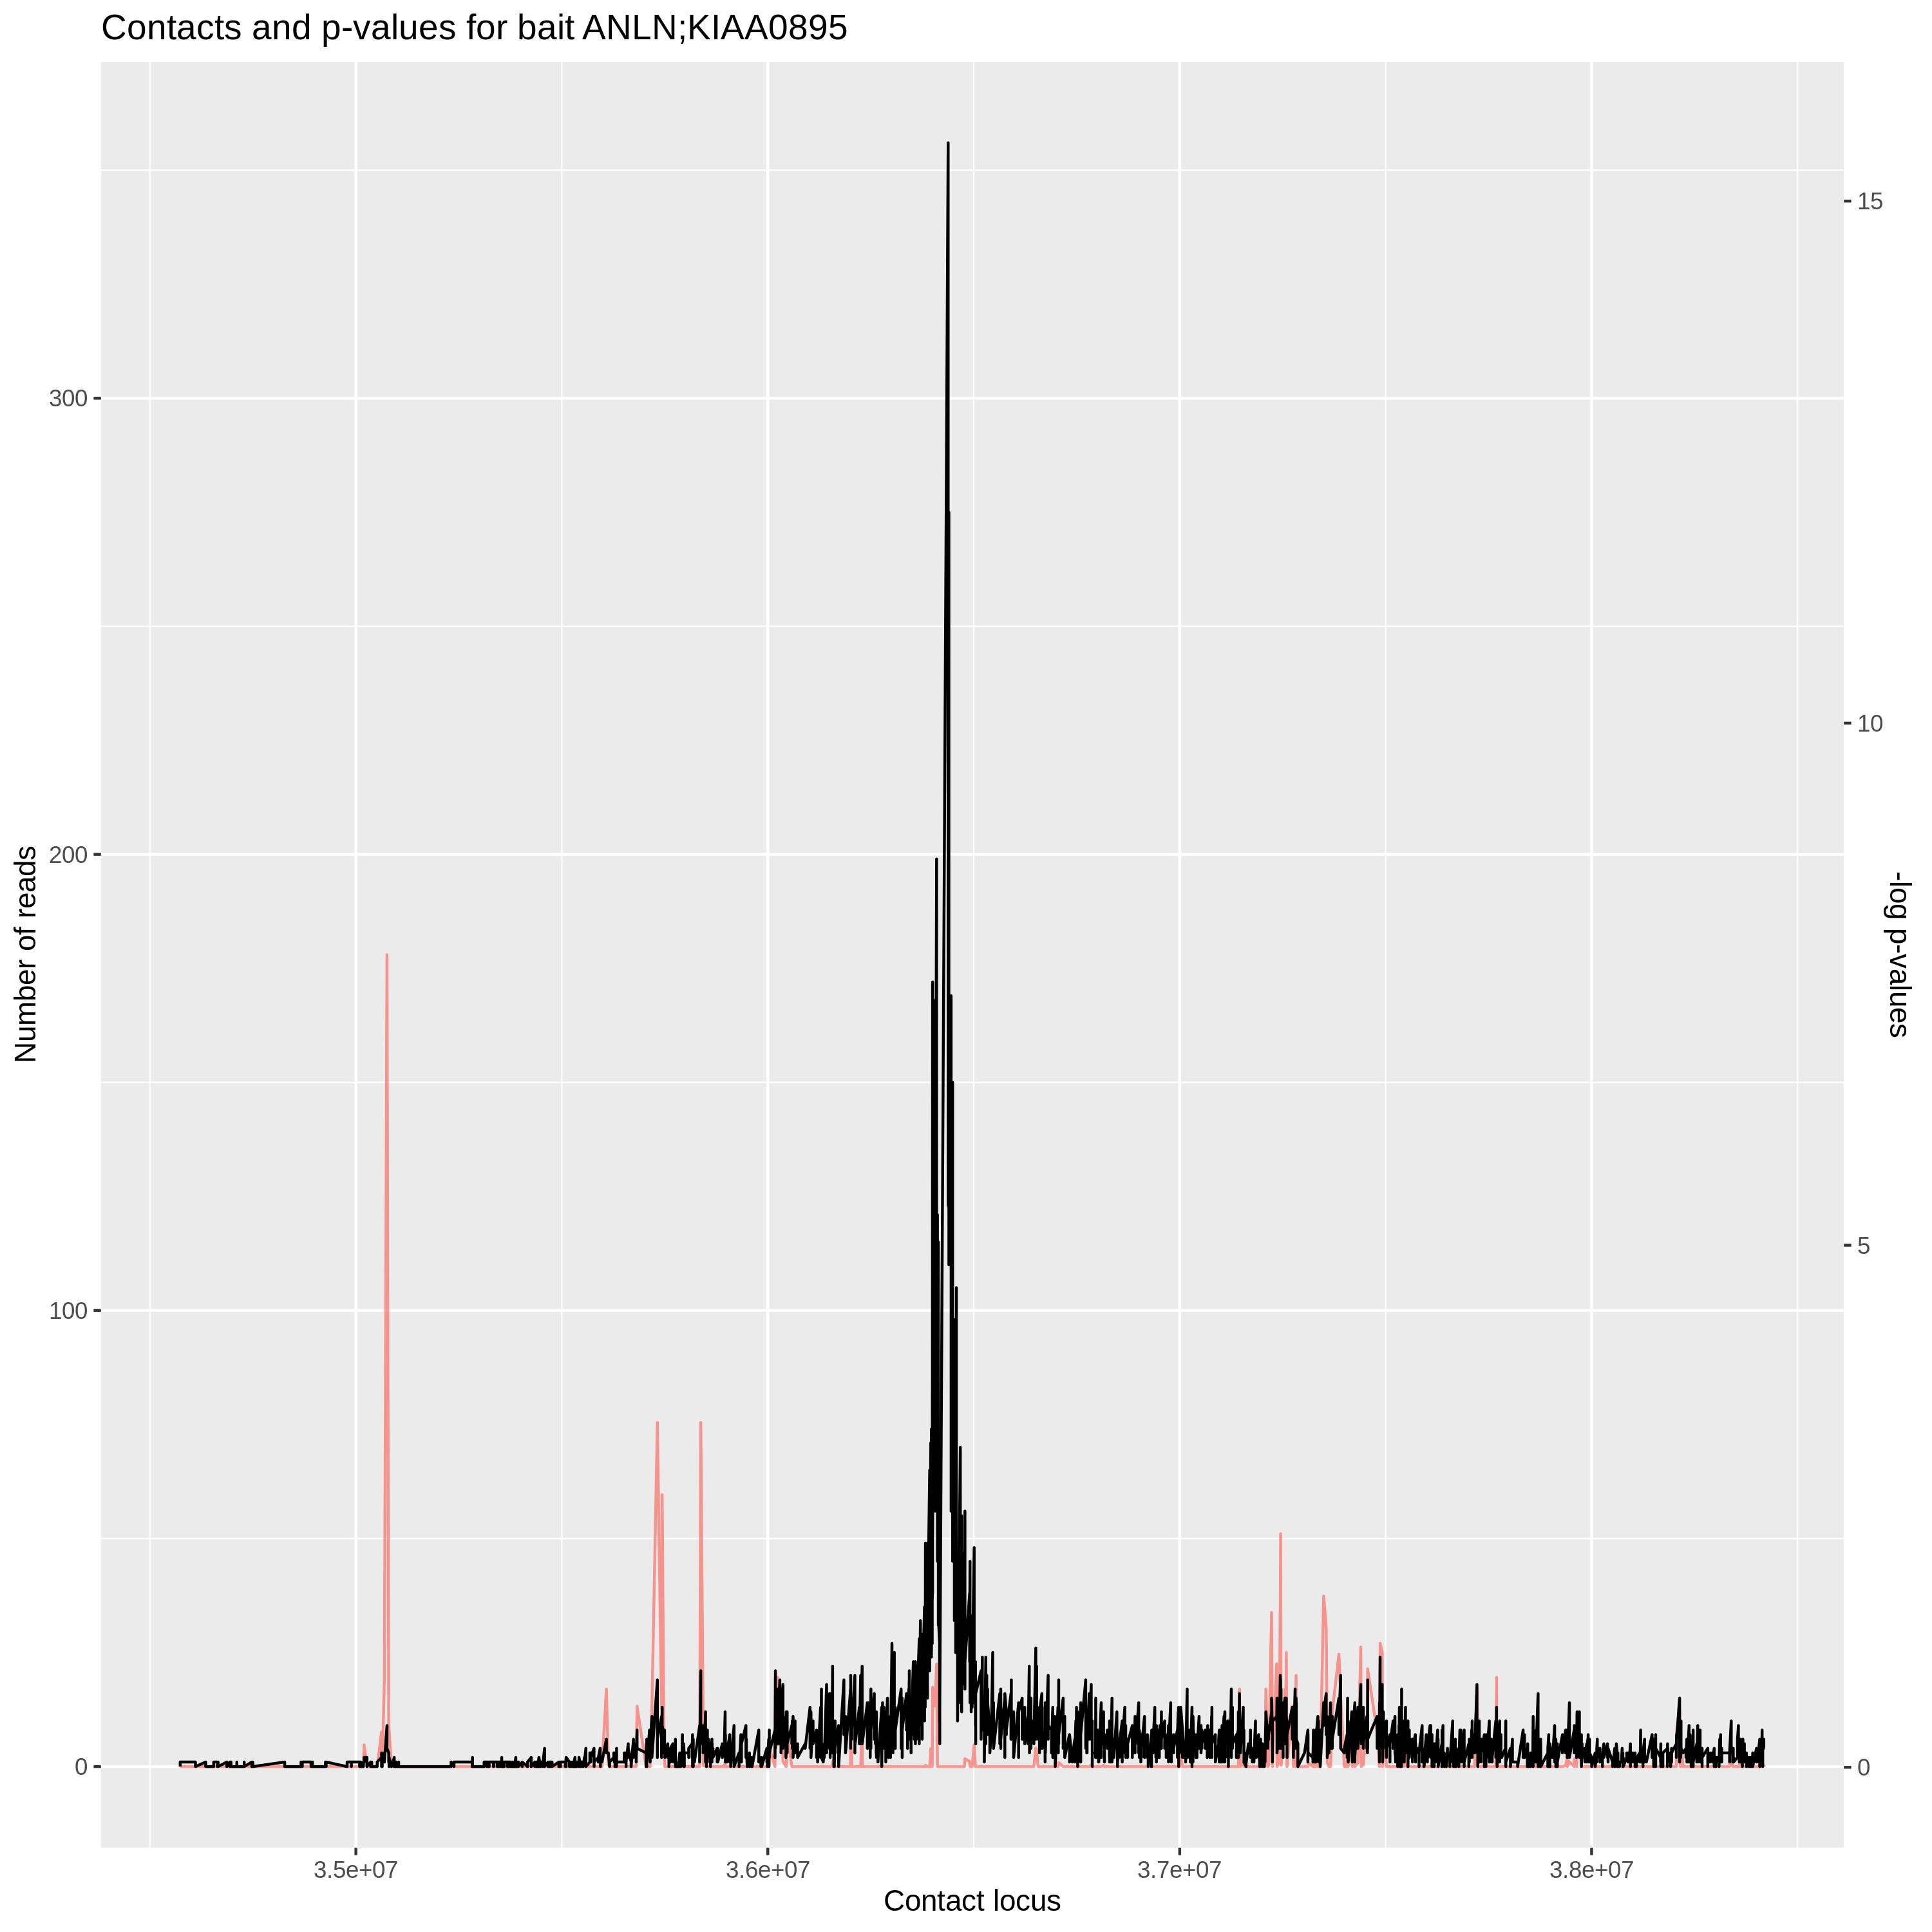 Contacts and p-values for bait ANLN;KIAA0895
Number of reads
300
200
100
0
15
10
5
0
-log p-values
3.5e+07
3.6e+07
3.7e+07
3.8e+07
Contact locus